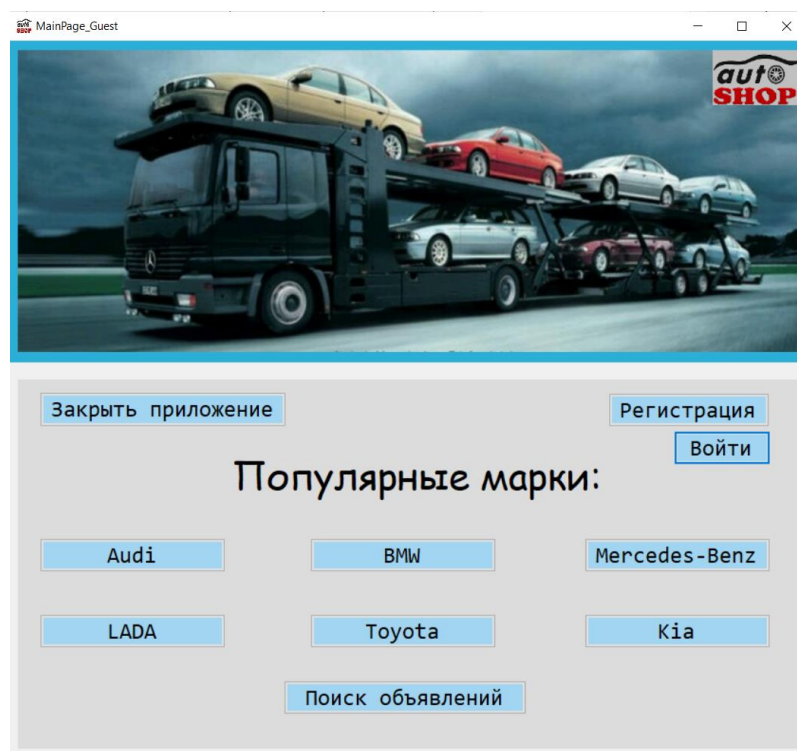 MainPage_Guest
auto
SHOP
Закрыть приложение
Регистрация
Войти
Популярные марки:
Audi
BMW
Mercedes-Benz
LADA
Toyota
Kia
Поиск объявлений